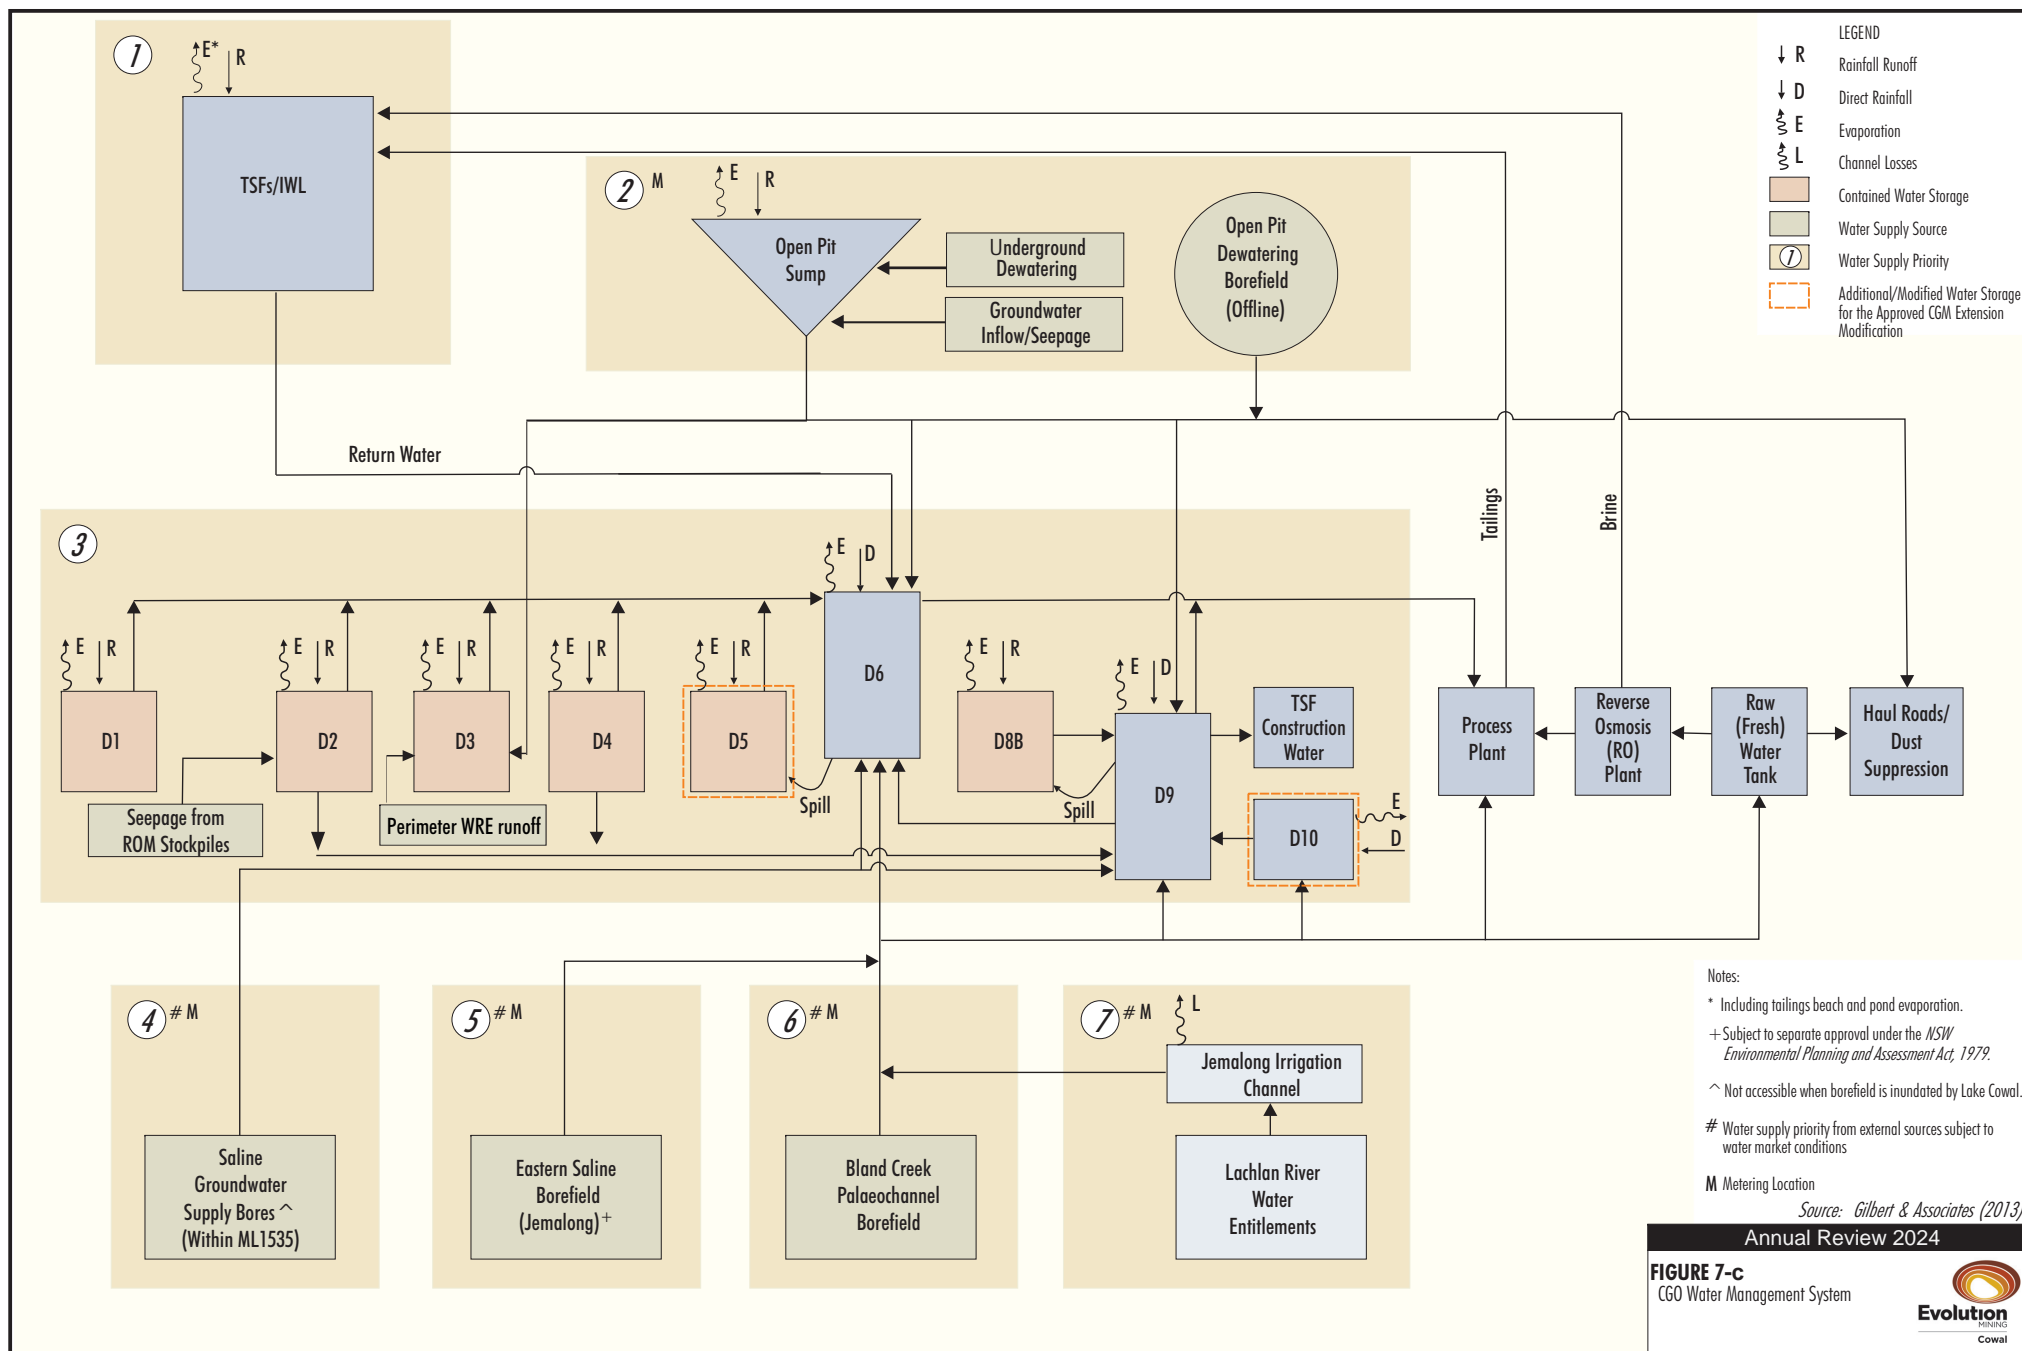 1
E*
R
TSFs/IWL
2 M
E
R
Open Pit
Sump
Underground
Dewatering
Groundwater
Inflow/Seepage
Open Pit
Dewatering
Borefield
(Offline)
LEGEND
R
Rainfall Runoff
D
Direct Rainfall
E
Evaporation
L
Channel Losses
Contained Water Storage
Water Supply Source
1
Water Supply Priority
Additional/Modified Water Storage
for the Approved CGM Extension
Modification
Return Water
Tailings
Brine
3
E
R
D1
E
R
D2
E
R
D3
E
R
D4
E
R
D5
E
D
D6
E
R
D8B
E
D
D9
TSF
Construction
Water
D10
E
D
Spill
Spill
Seepage from
ROM Stockpiles
Perimeter WRE runoff
Process
Plant
Reverse
Osmosis
(RO)
Plant
Raw
(Fresh)
Water
Tank
Haul Roads/
Dust
Suppression
4 # M
Saline
Groundwater
Supply Bores ^
(Within ML1535)
5 # M
Eastern Saline
Borefield
(Jemalong)+
6 # M
Bland Creek
Palaeochannel
Borefield
7 # M
L
Jemalong Irrigation
Channel
Lachlan River
Water
Entitlements
Notes:
* Including tailings beach and pond evaporation.
+ Subject to separate approval under the NSW
Environmental Planning and Assessment Act, 1979.
^ Not accessible when borefield is inundated by Lake Cowal.
# Water supply priority from external sources subject to
water market conditions
M Metering Location
Source: Gilbert & Associates (2013)
Annual Review 2024
FIGURE 7-c
CGO Water Management System
Evolution
MINING
Cowal